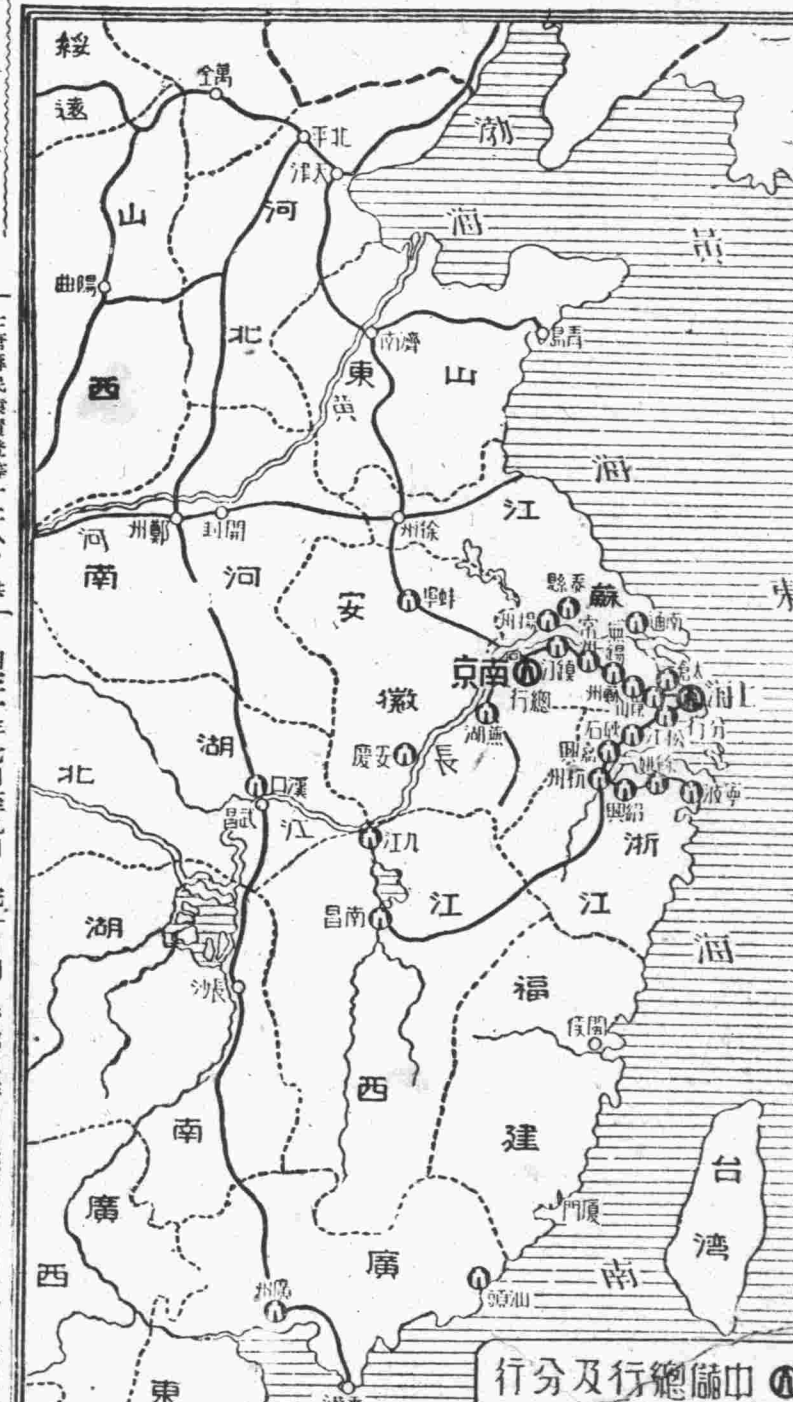 綏
遠
萬全
北平
天津
渤
海
黃
海
山
西
陽曲
河
北
濟南
青島
山
東
黃
河
鄭州
開封
徐州
江
蘇
河
南
安
徽
蚌埠
泰縣
揚州
南通
常州
無錫
鎮江
蘇州
崑山
太倉
南京
總行
上海
分行
松江
硤石
嘉興
杭州
紹興
餘姚
寧波
蕪湖
安慶
長
江
湖
北
漢口
武昌
九江
南昌
江
西
浙
江
湖
南
長沙
福
建
閩侯
廈門
海
南
台
湾
廣
西
廣
東
廣州
汕頭
中儲總行及分行